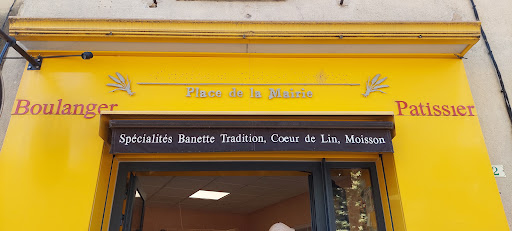 Place de la Mairie
Boulanger Patissier
Spécialités Banette Tradition, Coeur de Lin, Moisson
2